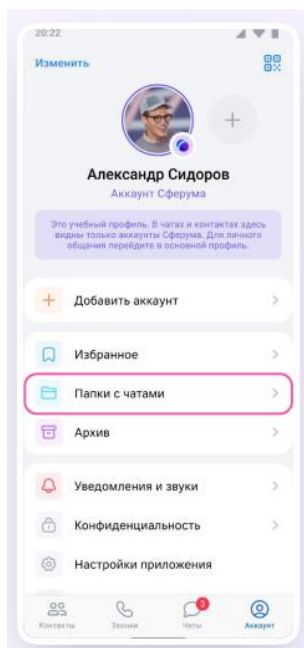 20:22
Изменить
Александр Сидоров
Аккаунт Сферума
Это учебный профиль. В чатах и контактах здесь
видны только аккаунты Сферума. Для личного
общения перейдите в основной профиль.
Добавить аккаунт
Избранное
Папки с чатами
Архив
Уведомления и звуки
Конфиденциальность
Настройки приложения
3
Контакты Звонки Чаты Аккаунт